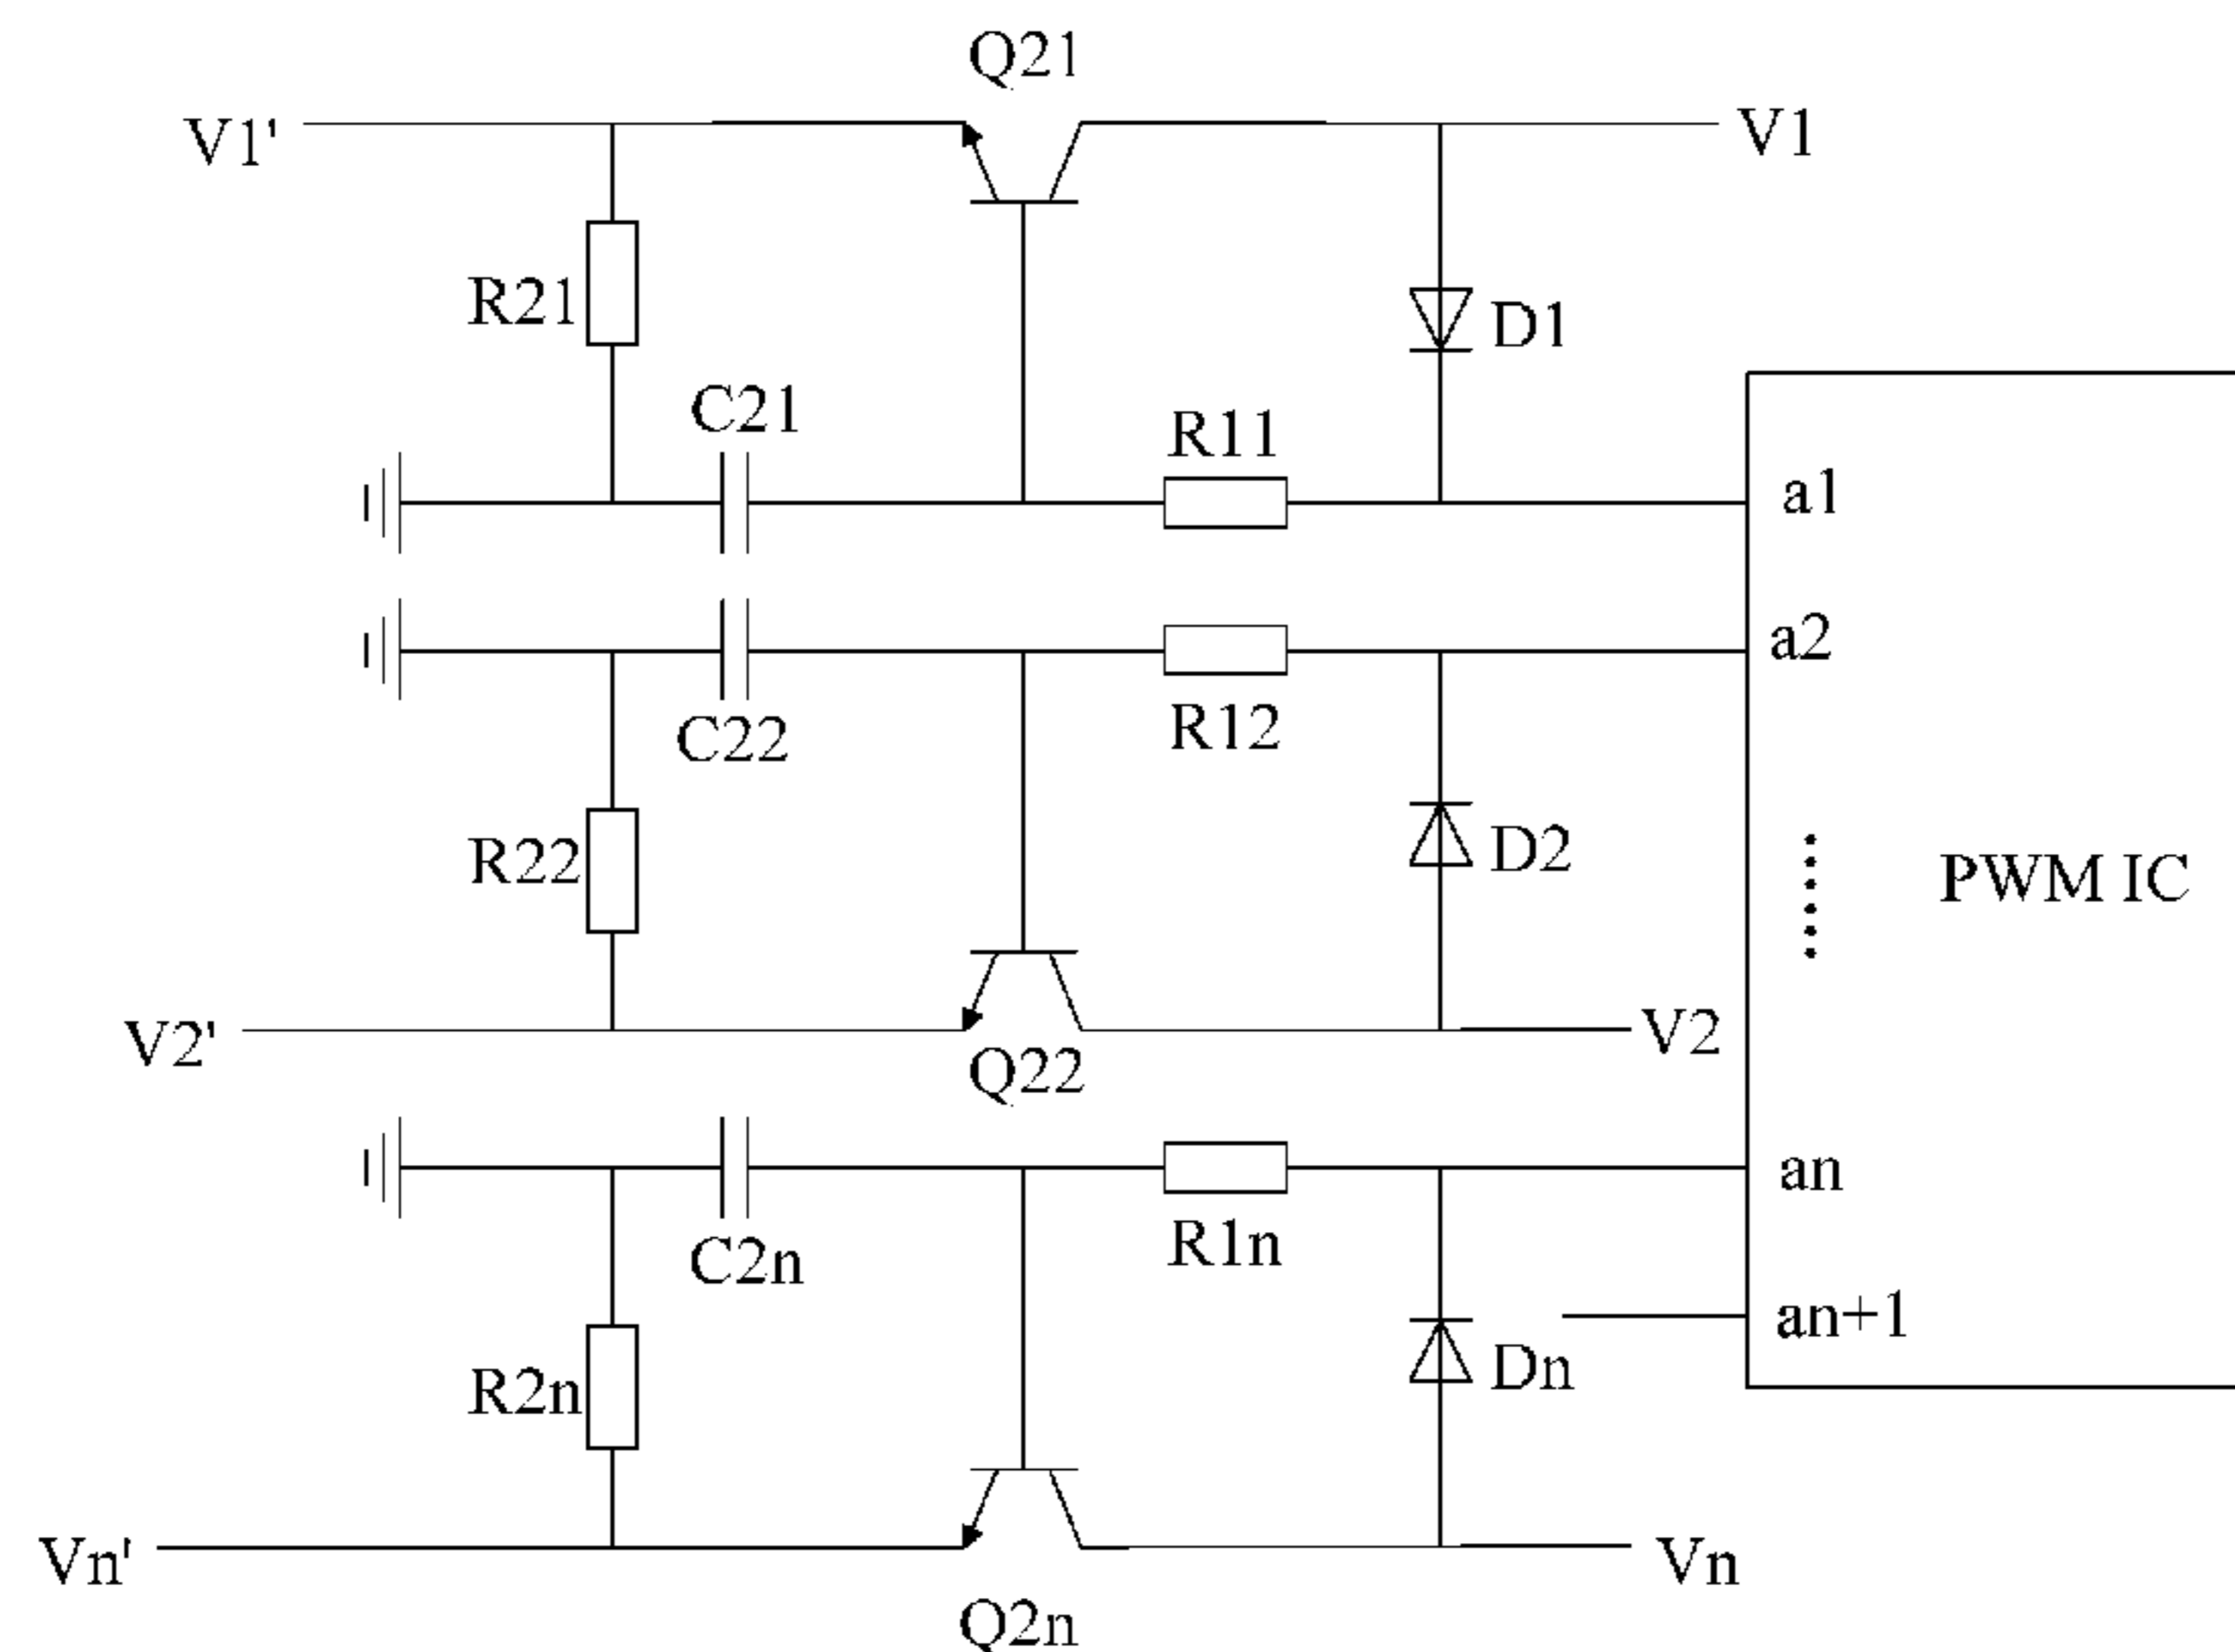 Q21
V1'
V1
R21
D1
C21
R11
a1
a2
C22
R12
R22
D2
PWM IC
V2'
V2
Q22
an
C2n
R1n
an+1
R2n
Dn
Vn'
Vn
Q2n